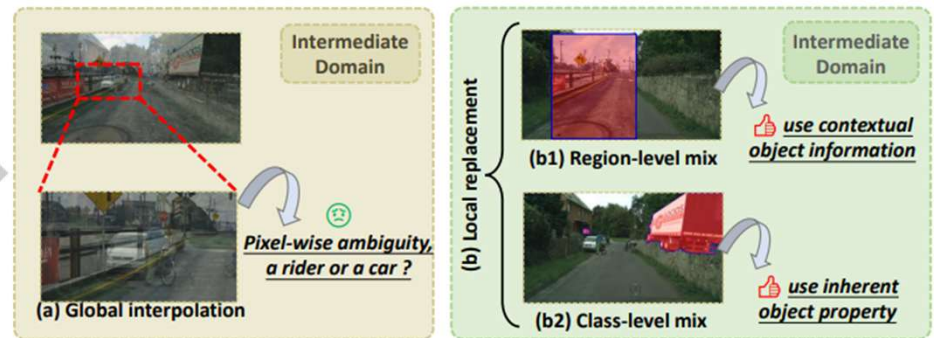 Intermediate
Domain
Pixel-wise ambiguity,
a rider or a car ?
(a) Global interpolation
(b) Local replacement
Intermediate
Domain
(b1) Region-level mix
use contextual
object information
(b2) Class-level mix
use inherent
object property